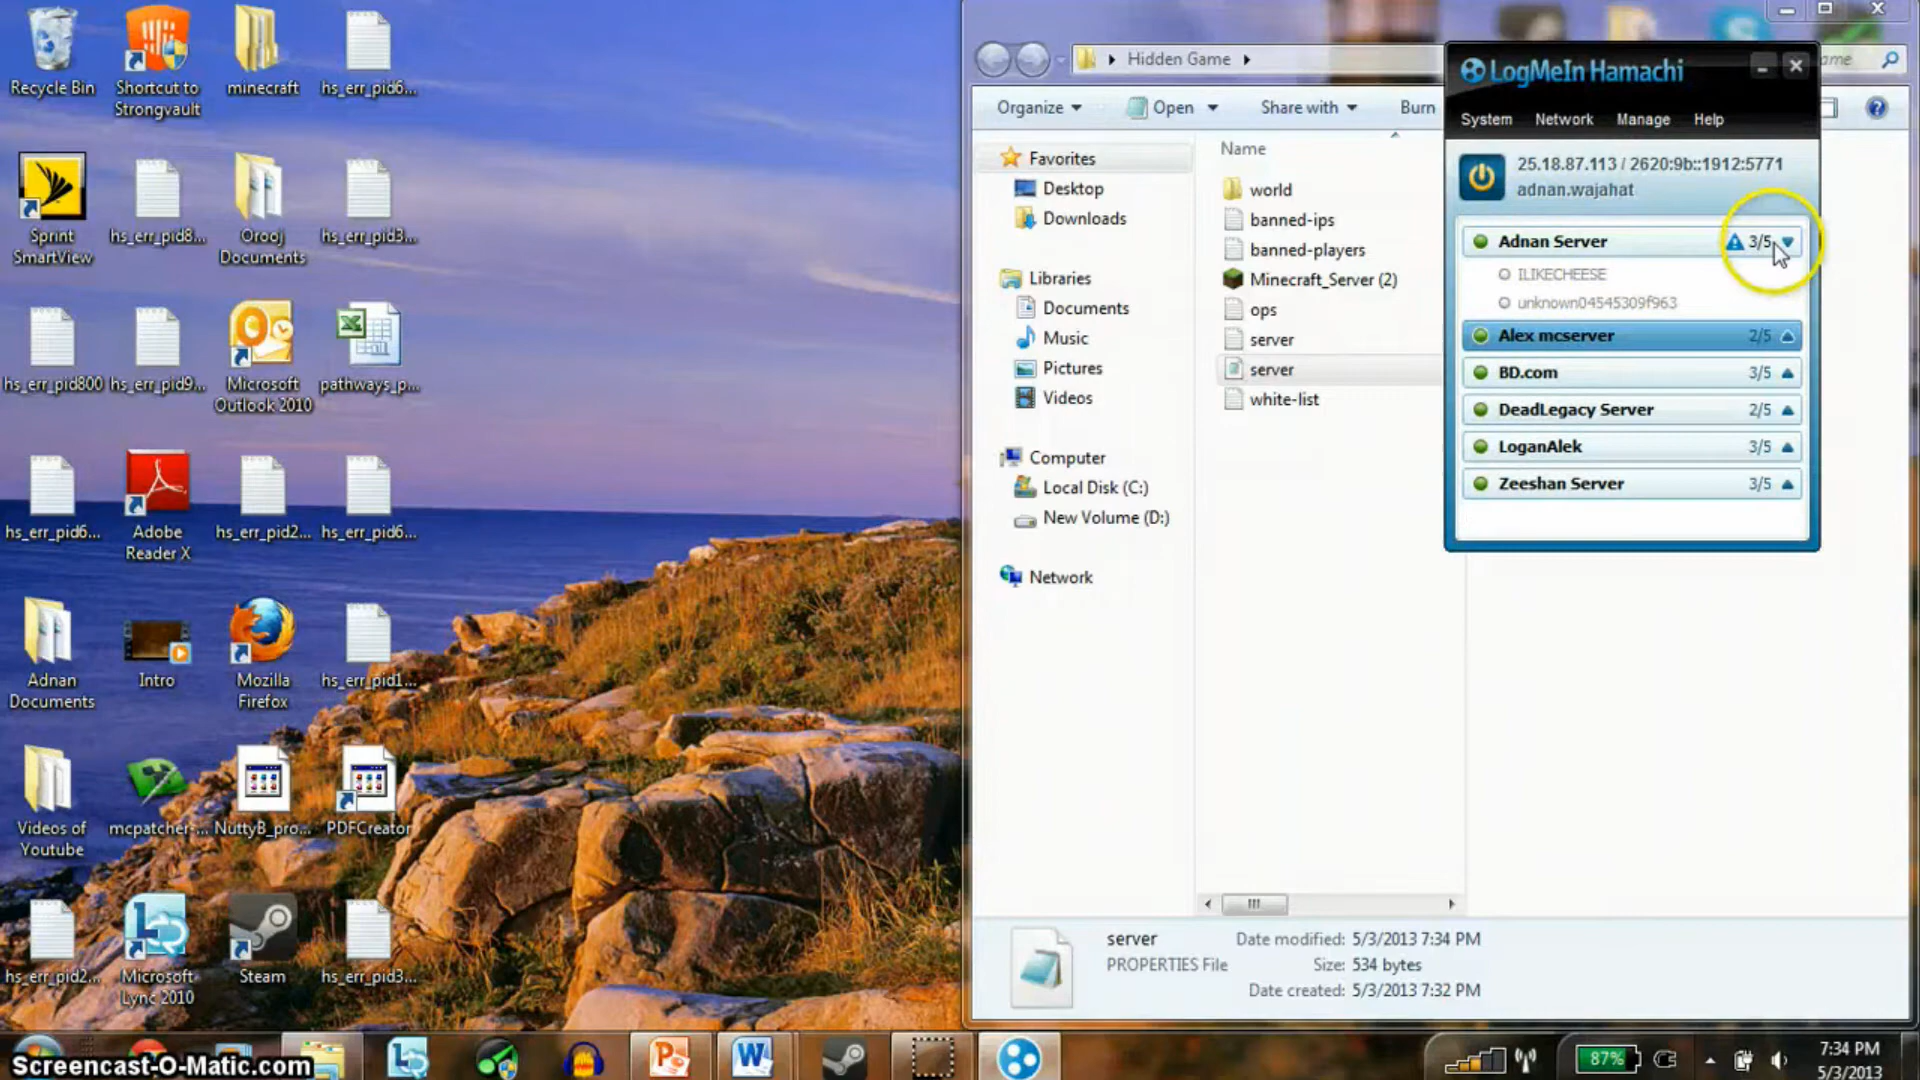 Recycle Bin
Shortcut to
Strongvault
minecraft
hs_err_pid6...
Sprint
SmartView
hs_err_pid8...
Orooj
Documents
hs_err_pid3...
hs_err_pid800
hs_err_pid9...
Microsoft
Outlook 2010
pathways_p...
hs_err_pid6...
Adobe
Reader X
hs_err_pid2...
hs_err_pid6...
Adnan
Documents
Intro
Mozilla
Firefox
hs_err_pid1...
Videos of
Youtube
mcpatcher-...
NuttyB_pro...
PDFCreator
hs_err_pid2...
Microsoft
Lync 2010
Steam
hs_err_pid3...
Hidden Game
ame
Organize
Open
Share with
Burn
Favorites
Desktop
Downloads
Libraries
Documents
Music
Pictures
Videos
Computer
Local Disk (C:)
New Volume (D:)
Network
Name
world
banned-ips
banned-players
Minecraft_Server (2)
ops
server
server
white-list
LogMeIn Hamachi
System Network Manage Help
25.18.87.113 / 2620:9b::1912:5771
adnan.wajahat
Adnan Server 3/5
ILIKECHEESE
unknown04545309f963
Alex mcserver 2/5
BD.com 3/5
DeadLegacy Server 2/5
LoganAlek 3/5
Zeeshan Server 3/5
server Date modified: 5/3/2013 7:34 PM
PROPERTIES File Size: 534 bytes
Date created: 5/3/2013 7:32 PM
Screencast-O-Matic.com
87%
7:34 PM
5/3/2013